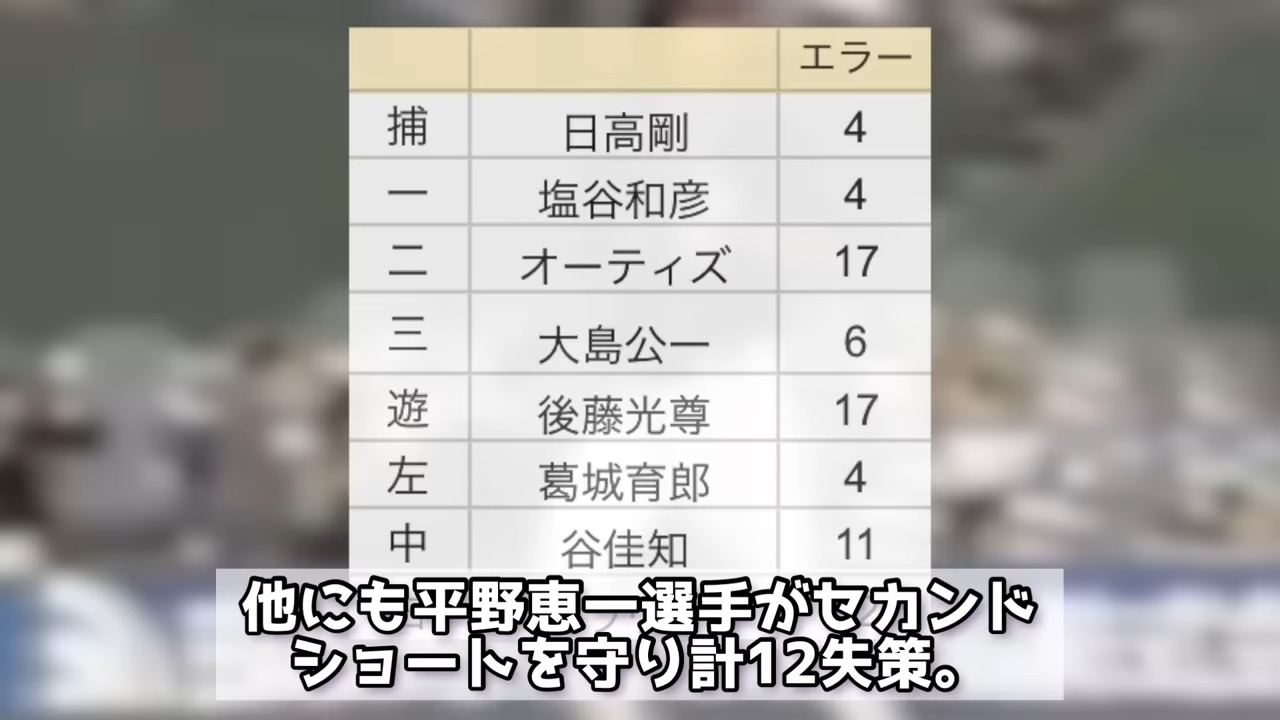 エラー
捕 日高剛 4
一 塩谷和彦 4
二 オーティズ 17
三 大島公一 6
遊 後藤光尊 17
左 葛城育郎 4
中 谷佳知 11
他にも平野恵一選手がセカンド
ショートを守り計12失策。